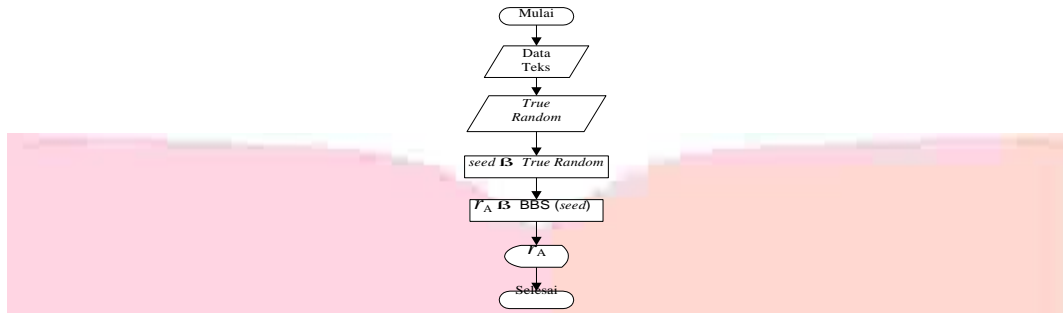 Mulai
Data
Teks
True
Random
seed ß True Random
rA ß BBS (seed)
rA
Selesai